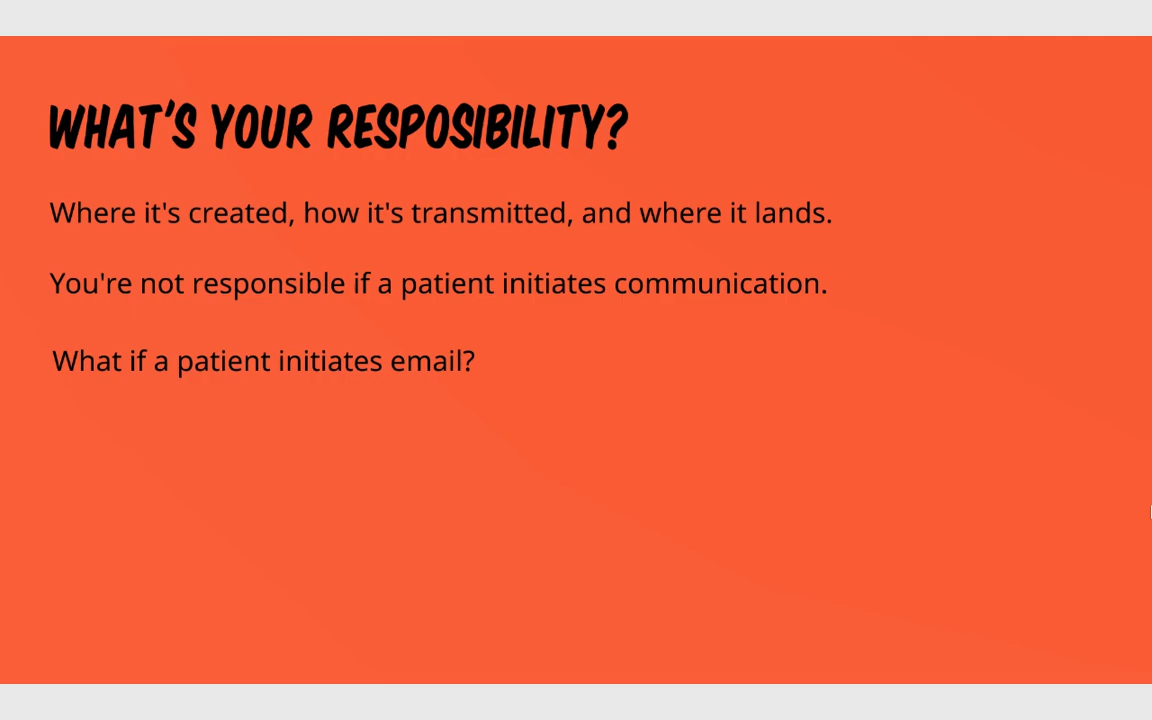 WHAT'S YOUR RESPOSIBILITY?
Where it's created, how it's transmitted, and where it lands.
You're not responsible if a patient initiates communication.
What if a patient initiates email?